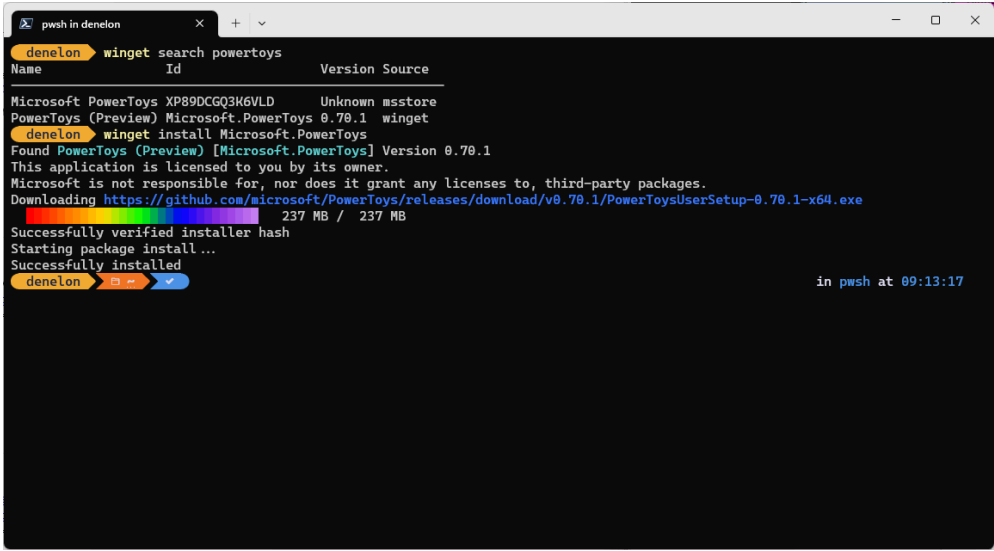 pwsh in denelon
denelon winget search powertoys
Name Id Version Source
Microsoft PowerToys XP89DCGQ3K6VLD Unknown msstore
PowerToys (Preview) Microsoft.PowerToys 0.70.1 winget
denelon winget install Microsoft.PowerToys
Found PowerToys (Preview) [Microsoft.PowerToys] Version 0.70.1
This application is licensed to you by its owner.
Microsoft is not responsible for, nor does it grant any licenses to, third-party packages.
Downloading https://github.com/microsoft/PowerToys/releases/download/v0.70.1/PowerToysUserSetup-0.70.1-x64.exe
237 MB / 237 MB
Successfully verified installer hash
Starting package install...
Successfully installed
denelon ~ in pwsh at 09:13:17